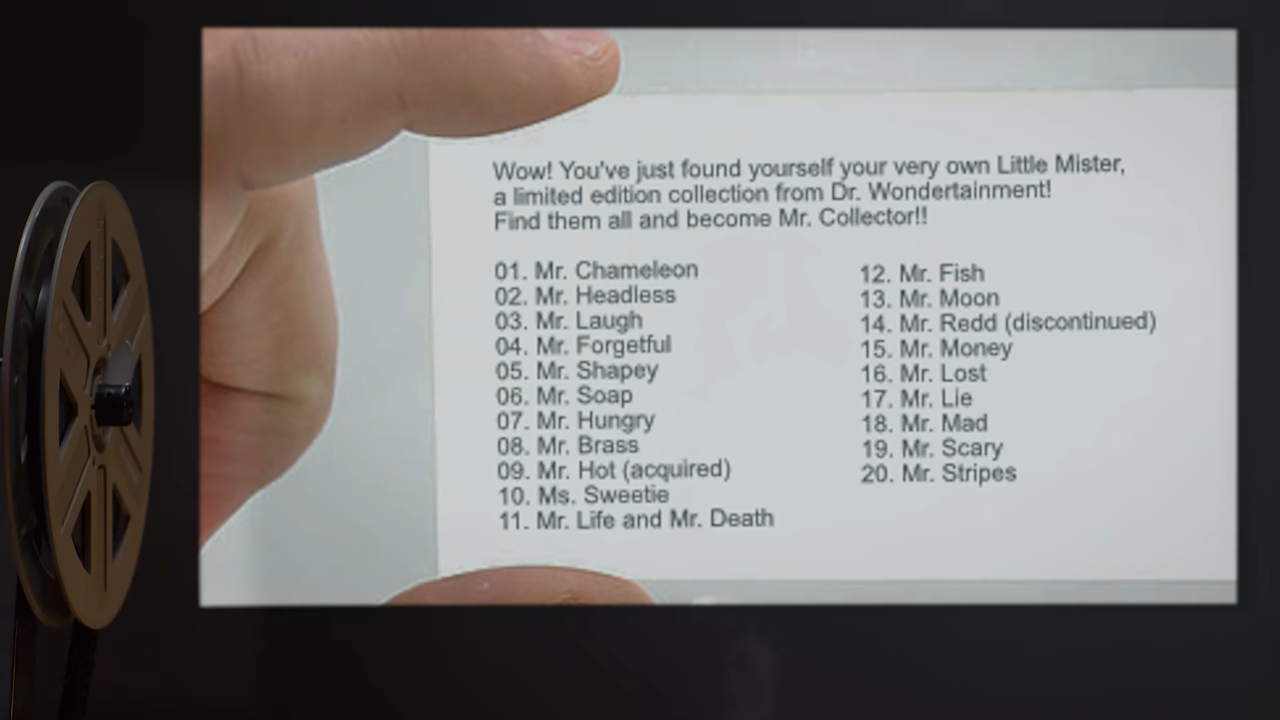 Wow! You've just found yourself your very own Little Mister,
a limited edition collection from Dr. Wondertainment!
Find them all and become Mr. Collector!!
01. Mr. Chameleon
02. Mr. Headless
03. Mr. Laugh
04. Mr. Forgetful
05. Mr. Shapey
06. Mr. Soap
07. Mr. Hungry
08. Mr. Brass
09. Mr. Hot (acquired)
10. Ms. Sweetie
11. Mr. Life and Mr. Death
12. Mr. Fish
13. Mr. Moon
14. Mr. Redd (discontinued)
15. Mr. Money
16. Mr. Lost
17. Mr. Lie
18. Mr. Mad
19. Mr. Scary
20. Mr. Stripes